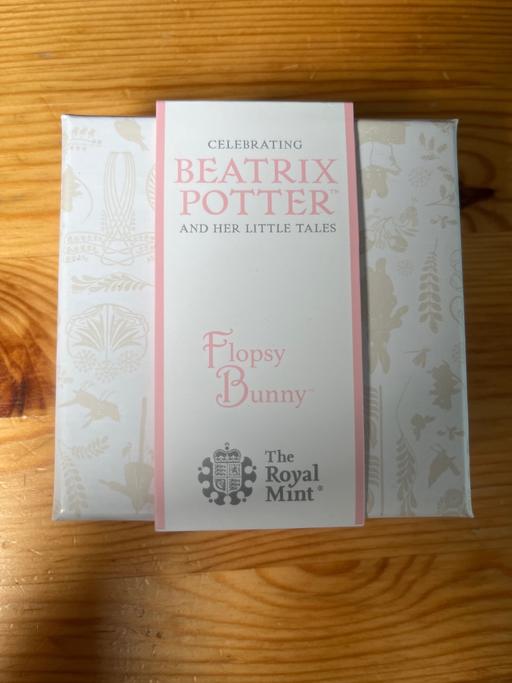 CELEBRATING
BEATRIX
POTTER™
AND HER LITTLE TALES
Flopsy
Bunny™
The
Royal
Mint®